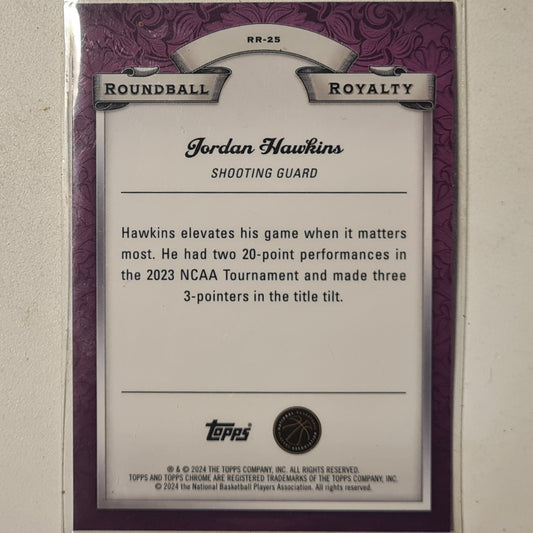 RR-25
ROUNDBALL ROYALTY
Jordan Hawkins
SHOOTING GUARD
Hawkins elevates his game when it matters
most. He had two 20-point performances in
the 2023 NCAA Tournament and made three
3-pointers in the title tilt.
topps
® & © 2024 THE TOPPS COMPANY, INC. ALL RIGHTS RESERVED.
TOPPS AND TOPPS CHROME ARE REGISTERED TRADEMARKS OF THE TOPPS COMPANY, INC.
© 2024 the National Basketball Players Association. All rights reserved.